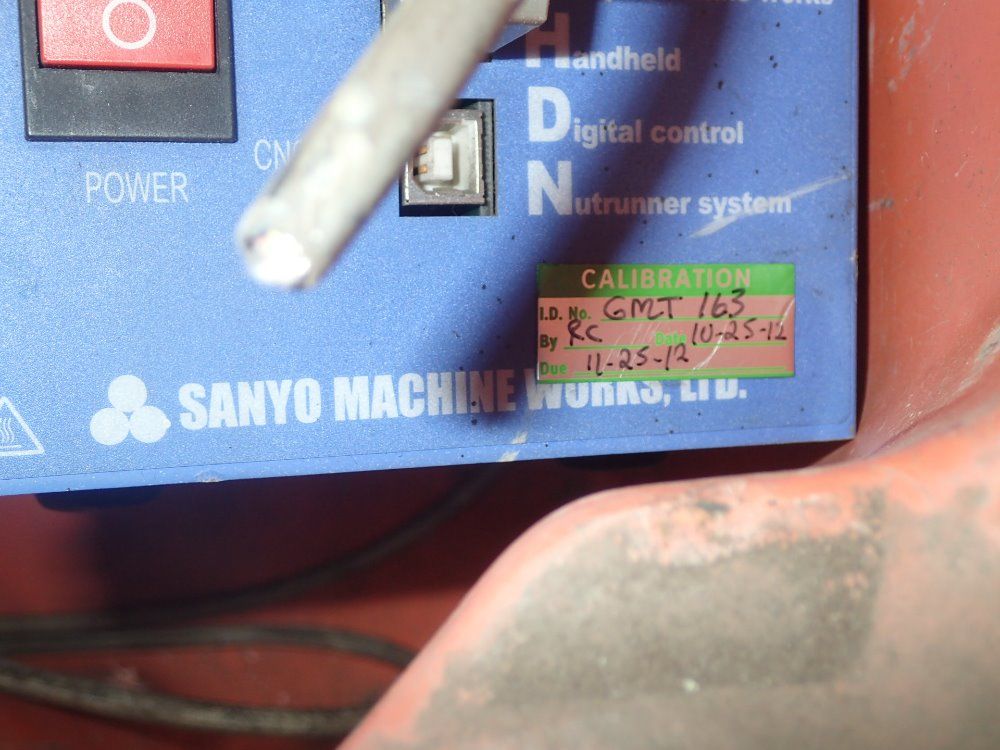 Works
Handheld
Digital control
Nutrunner system
POWER
CALIBRATION
I.D. No. GMT 163
By RC Date 10-25-12
Due 11-25-12
SANYO MACHINE WORKS, LTD.